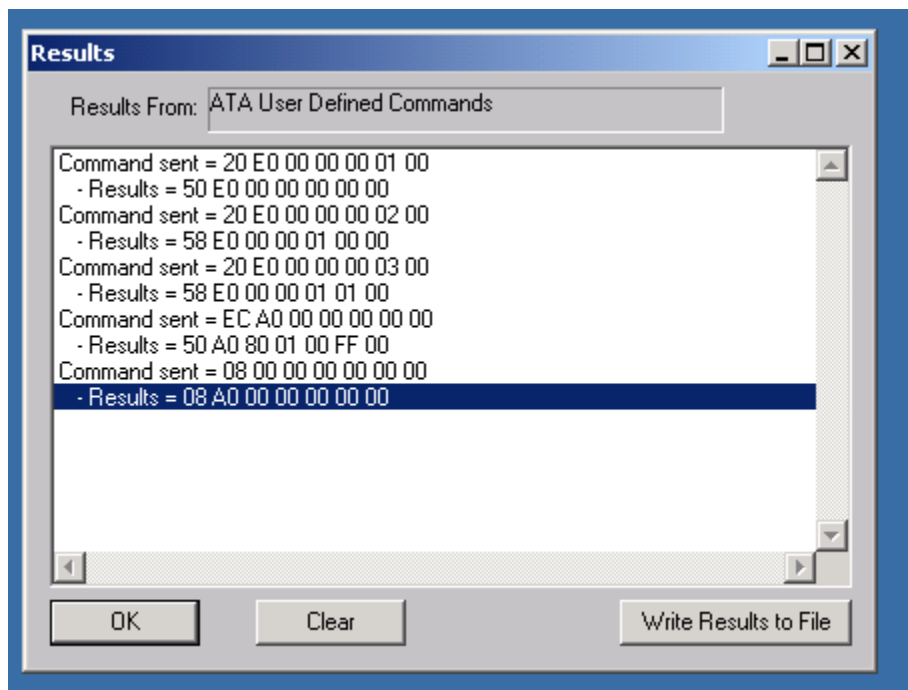 Results
Results From: ATA User Defined Commands
Command sent = 20 E0 00 00 00 01 00
- Results = 50 E0 00 00 00 00 00
Command sent = 20 E0 00 00 00 02 00
- Results = 58 E0 00 00 01 00 00
Command sent = 20 E0 00 00 00 03 00
- Results = 58 E0 00 00 01 01 00
Command sent = EC A0 00 00 00 00 00
- Results = 50 A0 80 01 00 FF 00
Command sent = 08 00 00 00 00 00 00
- Results = 08 A0 00 00 00 00 00
OK Clear Write Results to File